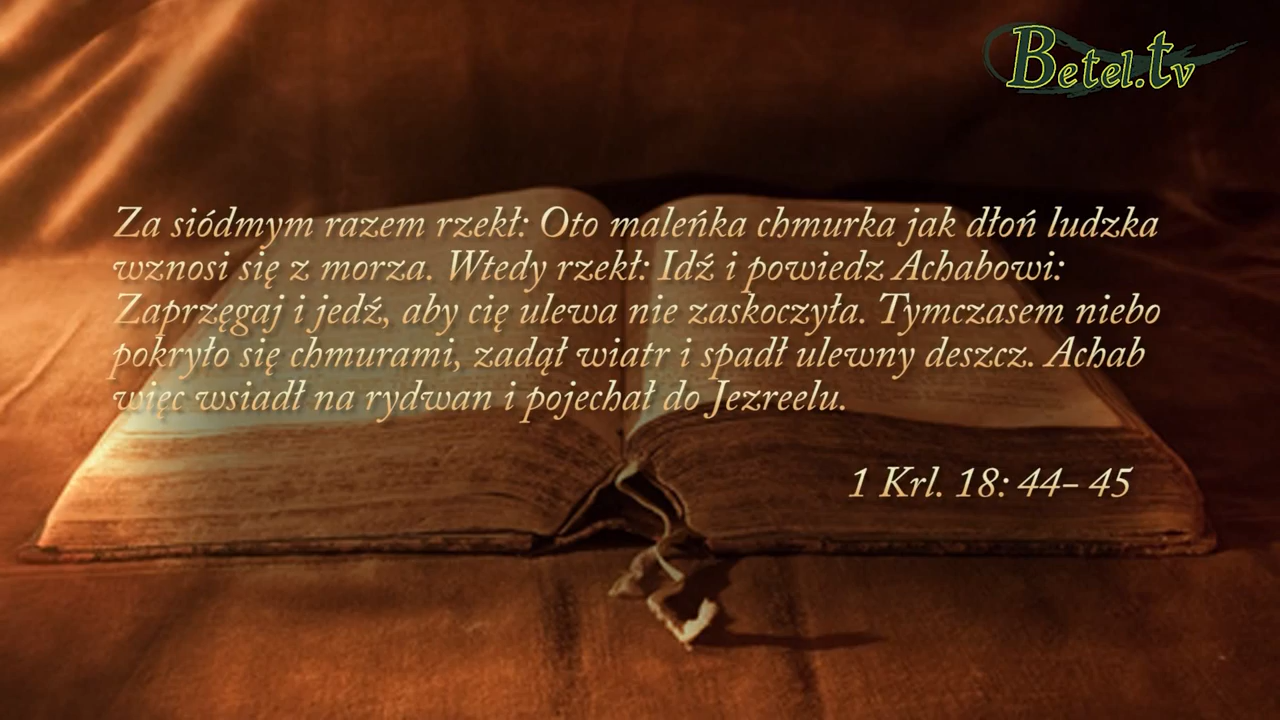 Betel.tv
Za siódmym razem rzekł: Oto maleńka chmurka jak dłoń ludzka
wznosi się z morza. Wtedy rzekł: Idź i powiedz Achabowi:
Zaprzęgaj i jedź, aby cię ulewa nie zaskoczyła. Tymczasem niebo
pokryło się chmurami, zadął wiatr i spadł ulewny deszcz. Achab
więc wsiadł na rydwan i pojechał do Jezreelu.
1 Krl. 18: 44– 45